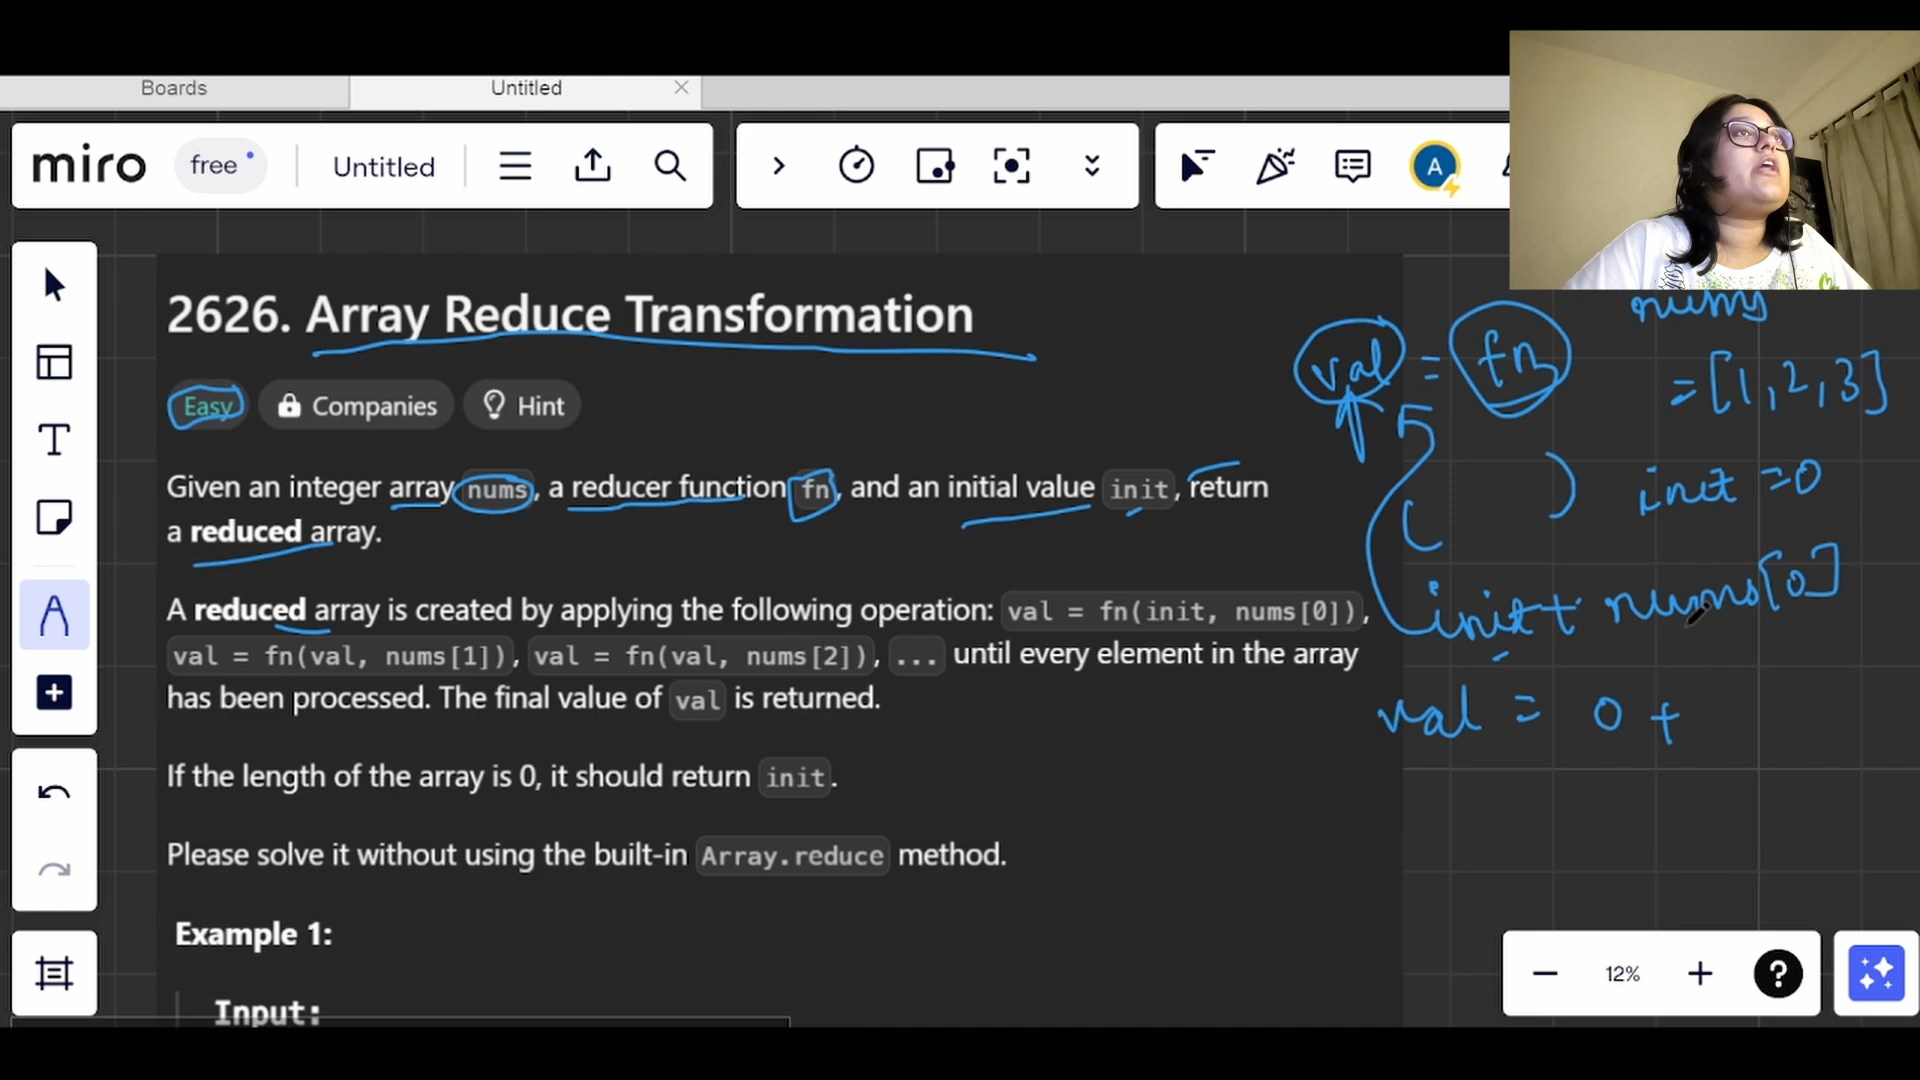 Boards
Untitled
miro
free
Untitled
A
2626. Array Reduce Transformation
Easy
Companies
Hint
Given an integer array nums, a reducer function fn, and an initial value init, return
a reduced array.
A reduced array is created by applying the following operation: val = fn(init, nums[0]),
val = fn(val, nums[1]), val = fn(val, nums[2]), ... until every element in the array
has been processed. The final value of val is returned.
If the length of the array is 0, it should return init.
Please solve it without using the built-in Array.reduce method.
Example 1:
Input:
nums
val = fn
= [1,2,3]
( )
init = 0
init + nums[0]
val = 0 +
12%